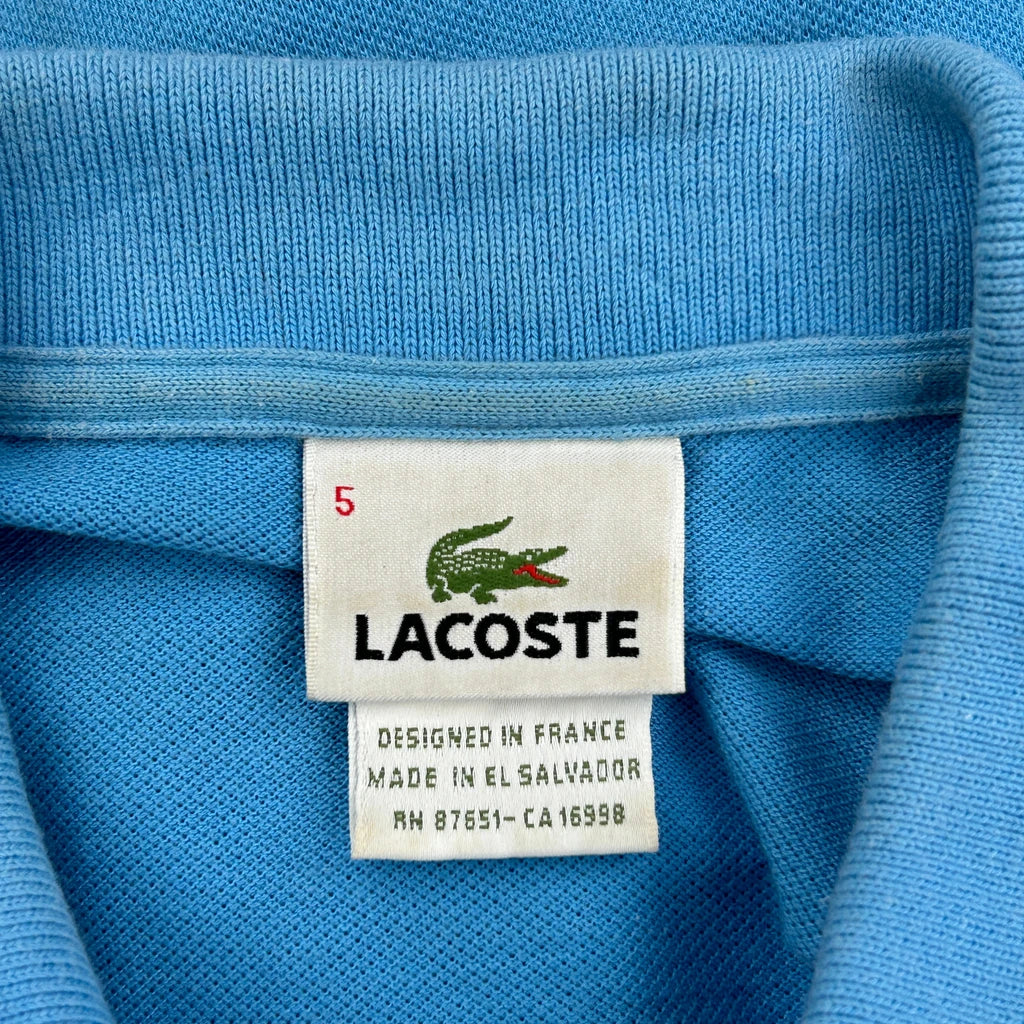 5
LACOSTE
DESIGNED IN FRANCE
MADE IN EL SALVADOR
RN 87651-CA 16998